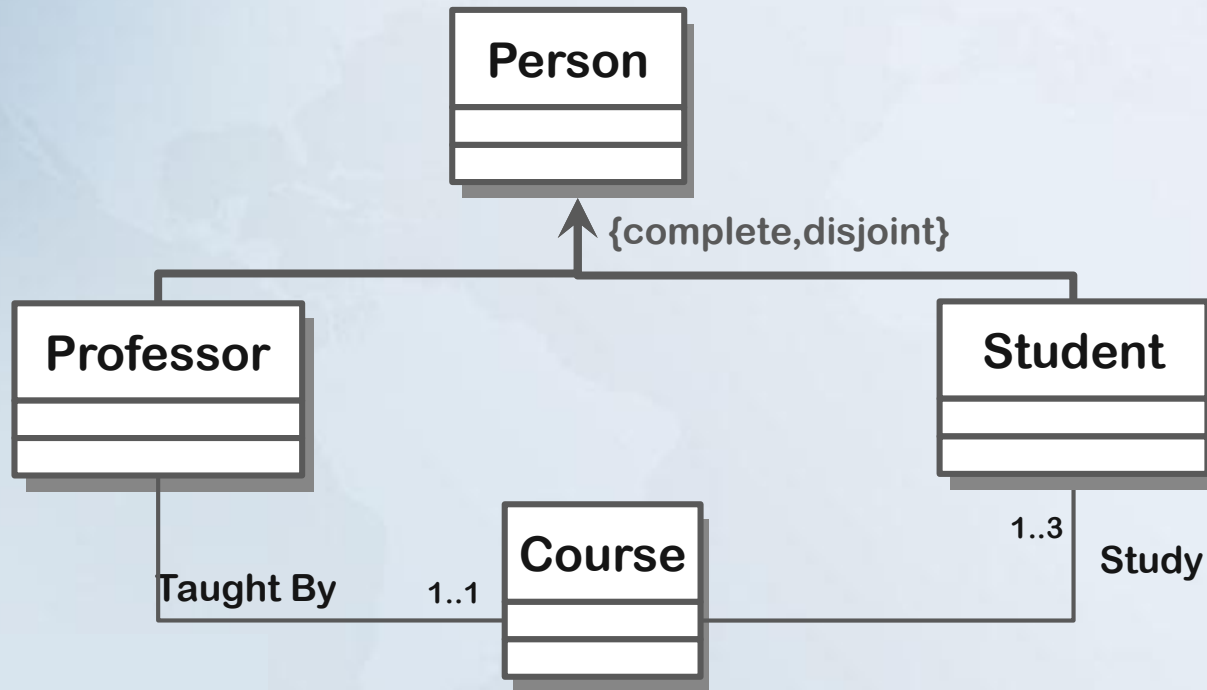 Person
{complete,disjoint}
Professor
Student
Course
1..3
Study
Taught By
1..1